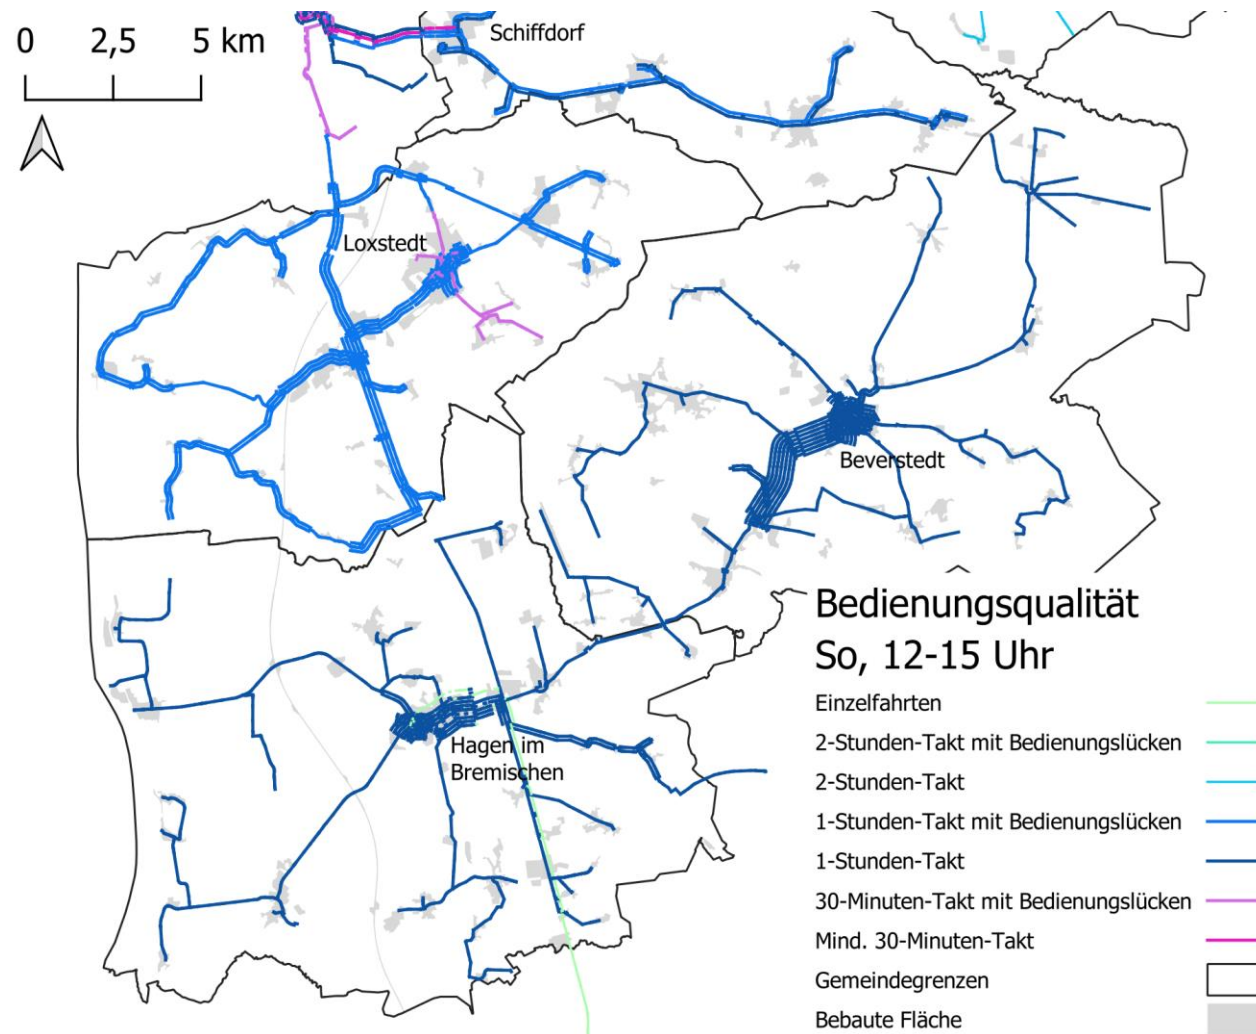 0 2,5 5 km
Schiffdorf
Loxstedt
Beverstedt
Hagen im
Bremischen
Bedienungsqualität
So, 12-15 Uhr
Einzelfahrten
2-Stunden-Takt mit Bedienungslücken
2-Stunden-Takt
1-Stunden-Takt mit Bedienungslücken
1-Stunden-Takt
30-Minuten-Takt mit Bedienungslücken
Mind. 30-Minuten-Takt
Gemeindegrenzen
Bebaute Fläche